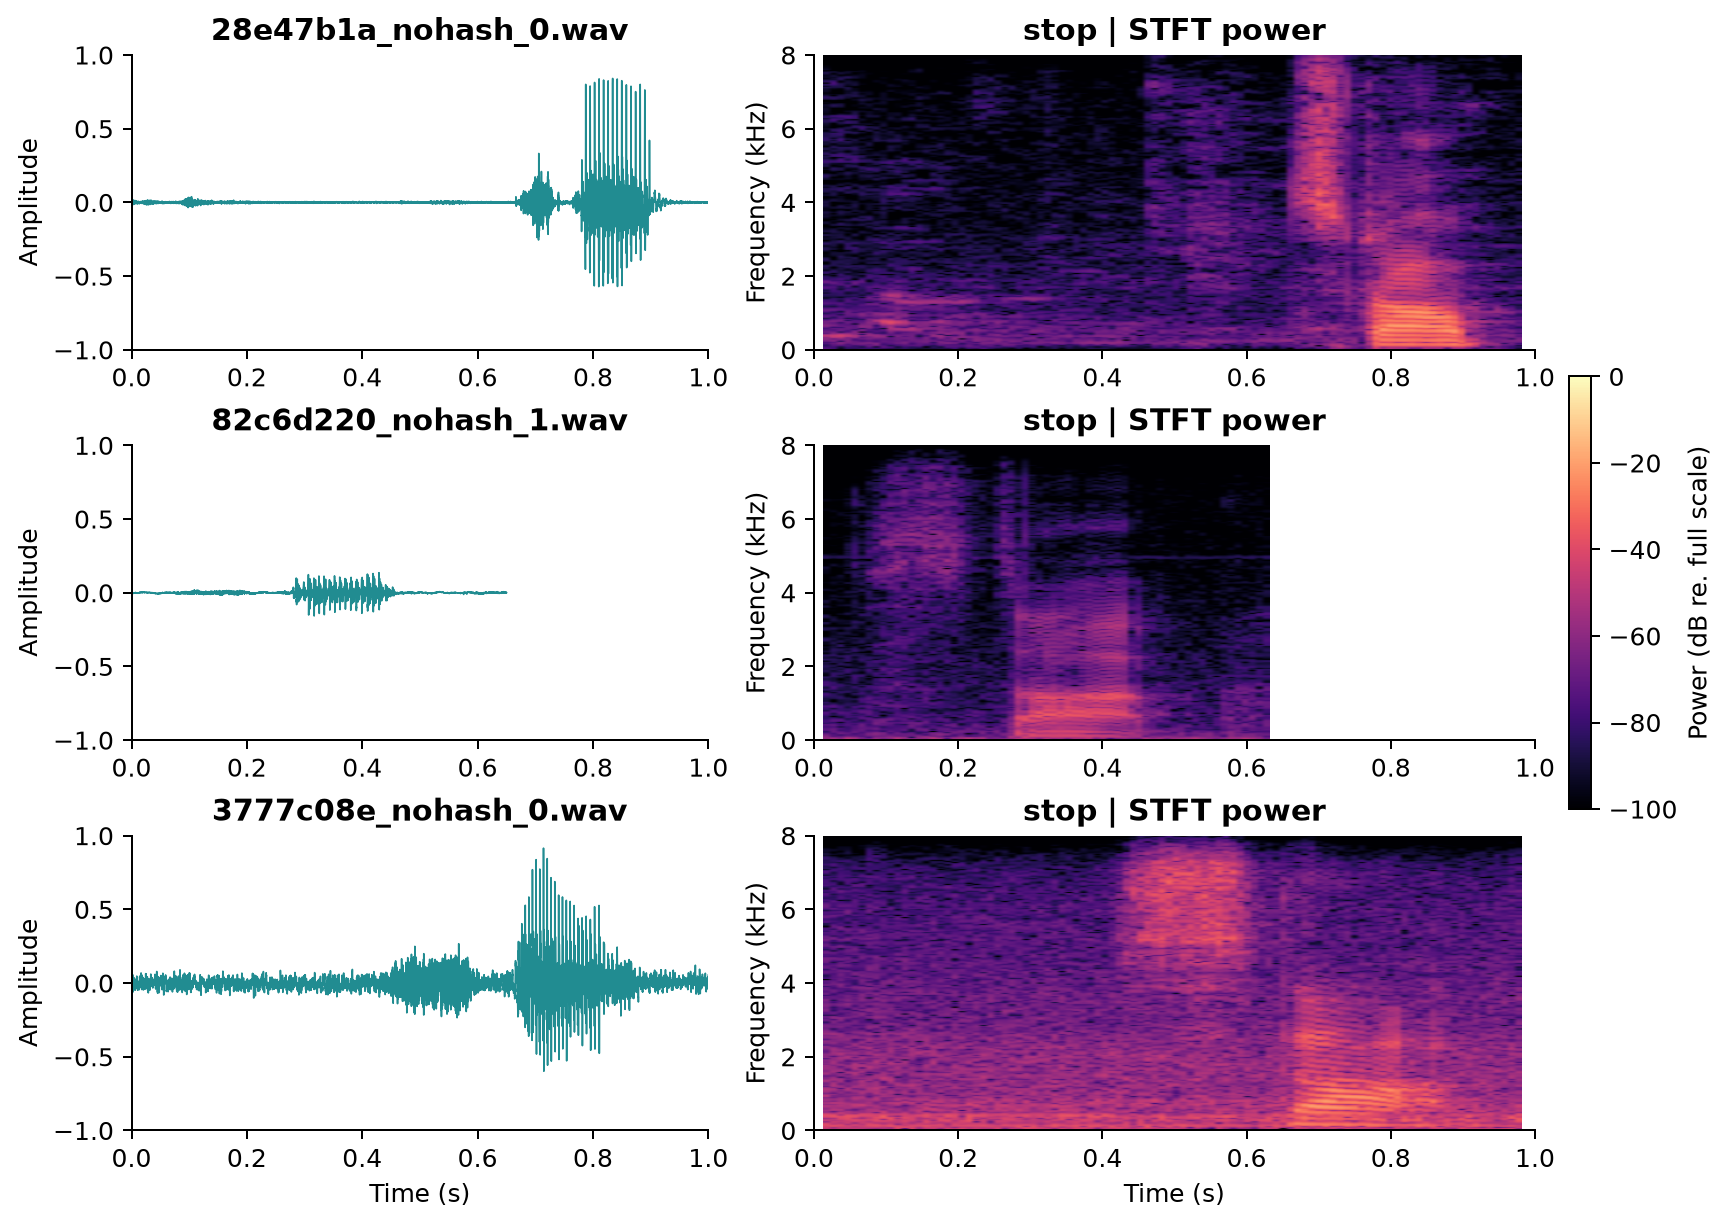 28e47b1a_nohash_0.wav
stop | STFT power
Amplitude
1.0
0.5
0.0
−0.5
−1.0
0.0 0.2 0.4 0.6 0.8 1.0
Frequency (kHz)
8
6
4
2
0
0.0 0.2 0.4 0.6 0.8 1.0
82c6d220_nohash_1.wav
stop | STFT power
Amplitude
1.0
0.5
0.0
−0.5
−1.0
0.0 0.2 0.4 0.6 0.8 1.0
Frequency (kHz)
8
6
4
2
0
0.0 0.2 0.4 0.6 0.8 1.0
3777c08e_nohash_0.wav
stop | STFT power
Amplitude
1.0
0.5
0.0
−0.5
−1.0
0.0 0.2 0.4 0.6 0.8 1.0
Time (s)
Frequency (kHz)
8
6
4
2
0
0.0 0.2 0.4 0.6 0.8 1.0
Time (s)
0
−20
−40
−60
−80
−100
Power (dB re. full scale)